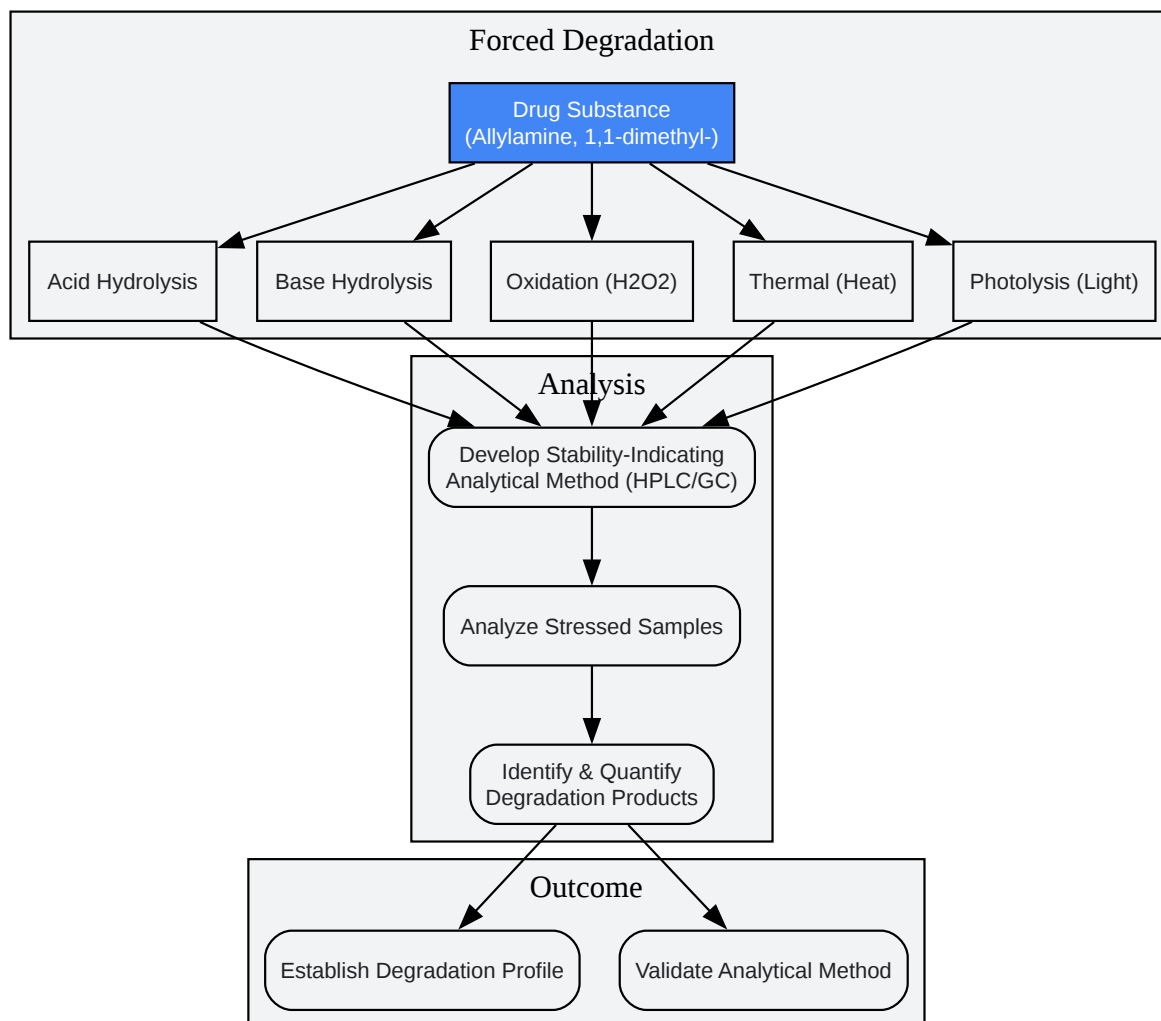 Forced Degradation
Drug Substance
(Allylamine, 1,1-dimethyl-)
Acid Hydrolysis
Base Hydrolysis
Oxidation (H2O2)
Thermal (Heat)
Photolysis (Light)
Analysis
Develop Stability-Indicating
Analytical Method (HPLC/GC)
Analyze Stressed Samples
Identify & Quantify
Degradation Products
Outcome
Establish Degradation Profile
Validate Analytical Method